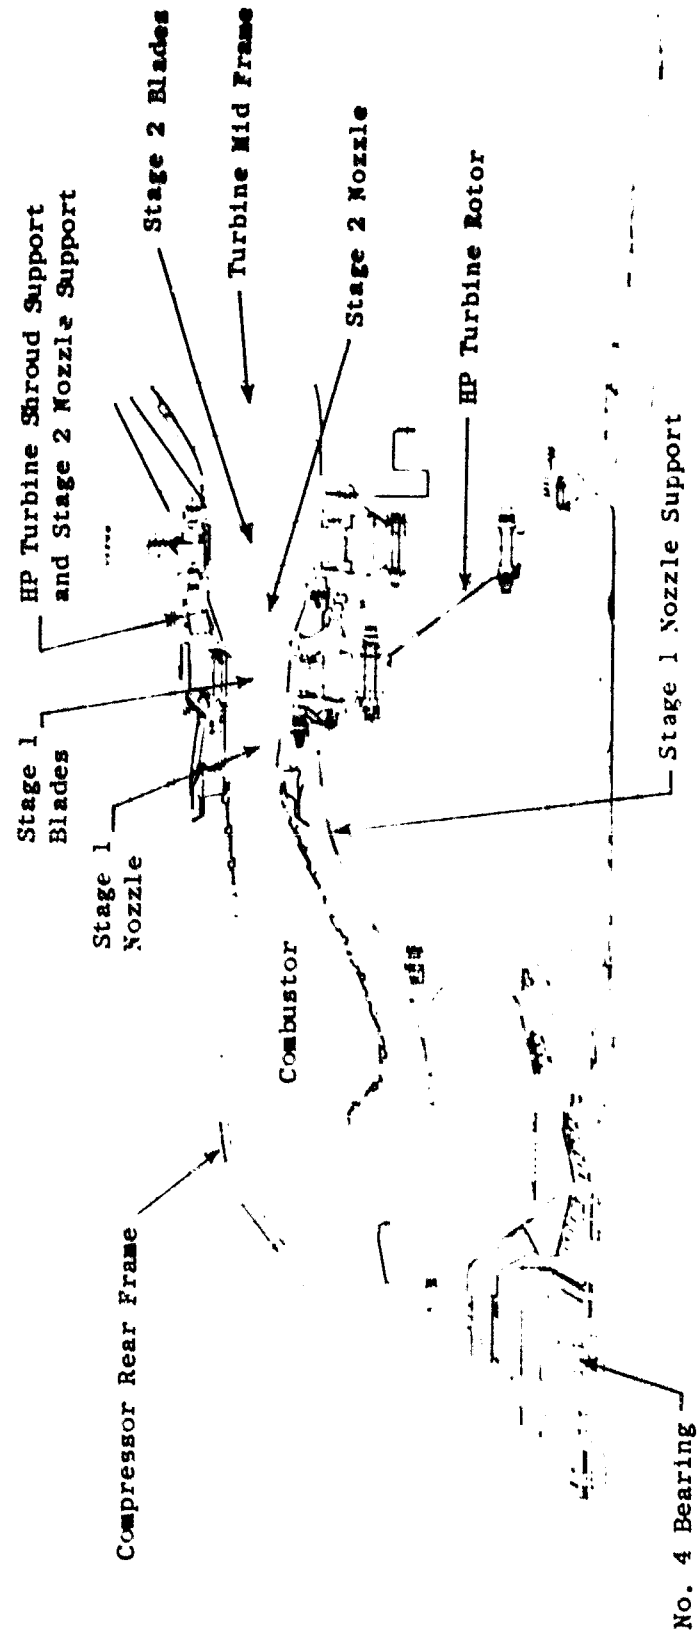 HP Turbine Shroud Support
and Stage 2 Nozzle Support
Stage 2 Blades
Turbine Mid Frame
Stage 2 Nozzle
HP Turbine Rotor
Stage 1 Nozzle Support
Stage 1
Blades
Stage 1
Nozzle
Combustor
Compressor Rear Frame
No. 4 Bearing